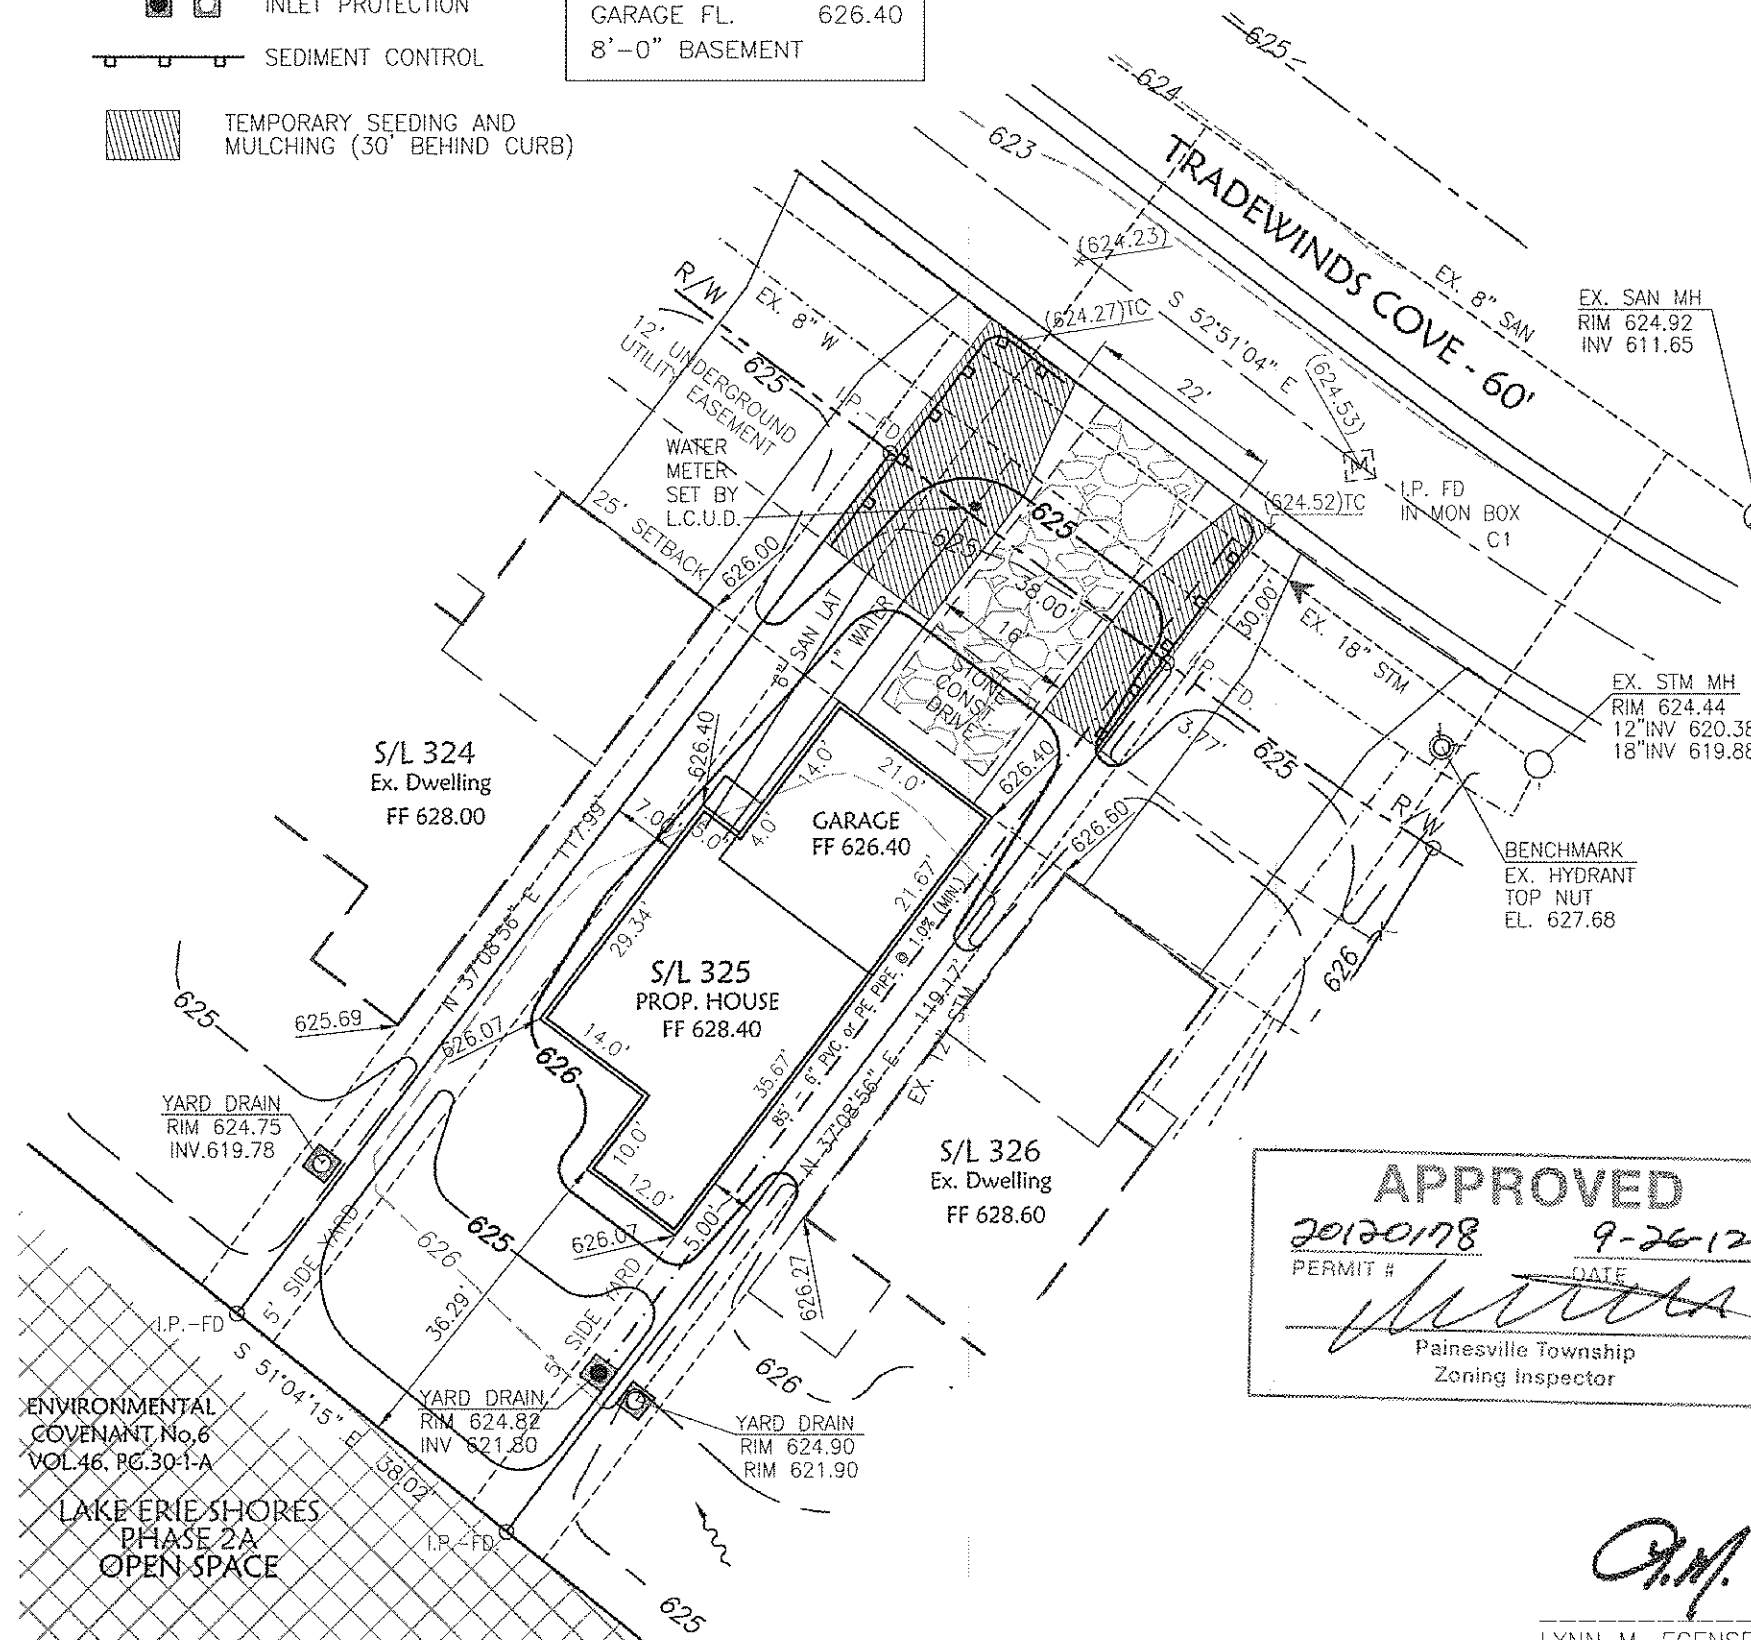 INLET PROTECTION
SEDIMENT CONTROL
TEMPORARY SEEDING AND
MULCHING (30' BEHIND CURB)
GARAGE FL. 626.40
8'-0" BASEMENT
625
624
623
TRADEWINDS COVE - 60'
EX. 8" SAN
EX. SAN MH
RIM 624.92
INV 611.65
(624.23)
(624.27)TC
S 52°51'04" E
(624.53)
22'
M
I.P. FD
IN MON BOX
C1
(624.52)TC
R/W
EX. 8" W
12' UNDERGROUND
UTILITY EASEMENT
625
I.P.-FD
WATER
METER
SET BY
L.C.U.D.
25' SETBACK
626.00
625
625
38.00'
16'
STONE
CONST.
DRIVE
30.00'
EX. 18" STM
I.P.-FD.
3.77'
625
R/W
EX. STM MH
RIM 624.44
12"INV 620.38
18"INV 619.88
BENCHMARK
EX. HYDRANT
TOP NUT
EL. 627.68
626
6" SAN LAT
1" WATER
626.40
626.40
626.60
S/L 324
Ex. Dwelling
FF 628.00
117.99'
N 37°08'56" E
7.00'
5.0'
4.0'
14.0'
21.0'
GARAGE
FF 626.40
21.67'
29.34'
S/L 325
PROP. HOUSE
FF 628.40
14.0'
10.0'
12.0'
35.67'
85' - 6" PVC or PE PIPE @ 1.0% (MIN.)
119.17'
N 37°08'56" E
EX. 12" STM
625
625.69
626.07
626
YARD DRAIN
RIM 624.75
INV.619.78
S/L 326
Ex. Dwelling
FF 628.60
626.07
5.00'
626.27
5' SIDE YARD
626
625
36.29'
5' SIDE YARD
I.P.-FD
S 51°04'15" E
38.02'
YARD DRAIN
RIM 624.82
INV 621.80
YARD DRAIN
RIM 624.90
RIM 621.90
626
I.P.-FD.
625
ENVIRONMENTAL
COVENANT No.6
VOL.46, PG.30-1-A
LAKE ERIE SHORES
PHASE 2A
OPEN SPACE
APPROVED
20120178 9-26-12
PERMIT # DATE
Painesville Township
Zoning Inspector